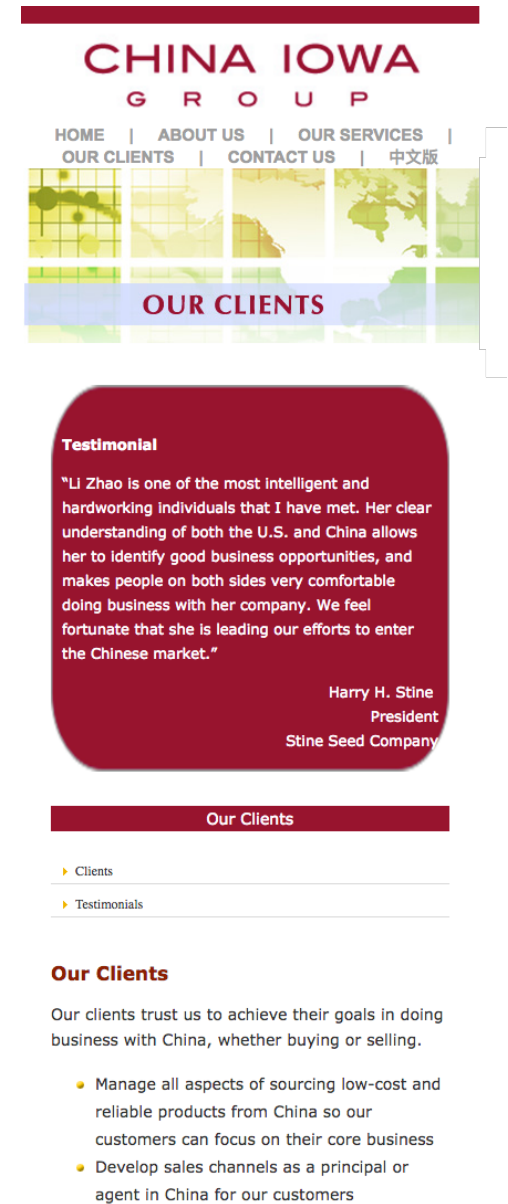 CHINA IOWA
GROUP
HOME | ABOUT US | OUR SERVICES |
OUR CLIENTS | CONTACT US | 中文版
OUR CLIENTS
Testimonial
“Li Zhao is one of the most intelligent and
hardworking individuals that I have met. Her clear
understanding of both the U.S. and China allows
her to identify good business opportunities, and
makes people on both sides very comfortable
doing business with her company. We feel
fortunate that she is leading our efforts to enter
the Chinese market.”
Harry H. Stine
President
Stine Seed Company
Our Clients
Clients
Testimonials
Our Clients
Our clients trust us to achieve their goals in doing
business with China, whether buying or selling.
Manage all aspects of sourcing low-cost and
reliable products from China so our
customers can focus on their core business
Develop sales channels as a principal or
agent in China for our customers